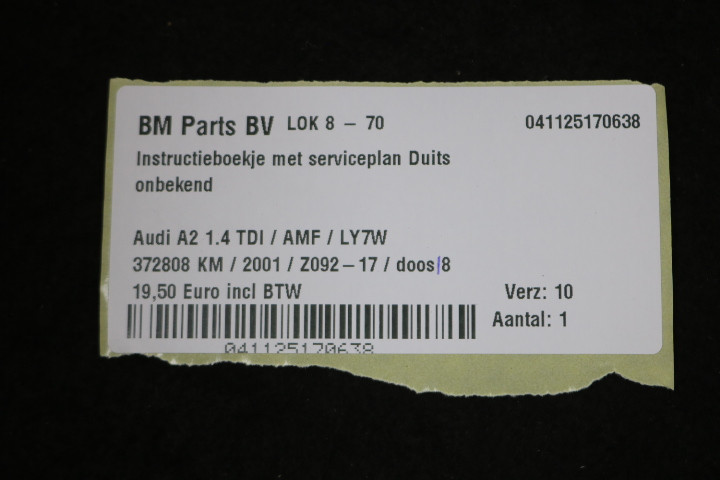 BM Parts BV LOK 8 - 70 041125170638
Instructieboekje met serviceplan Duits
onbekend
Audi A2 1.4 TDI / AMF / LY7W
372808 KM / 2001 / Z092-17 / doos/8
19,50 Euro incl BTW Verz: 10
Aantal: 1
041125170638